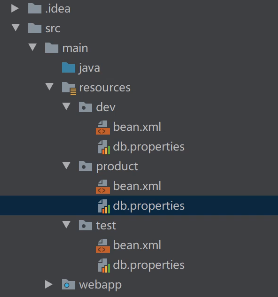 .idea
src
main
java
resources
dev
bean.xml
db.properties
product
bean.xml
db.properties
test
bean.xml
db.properties
webapp